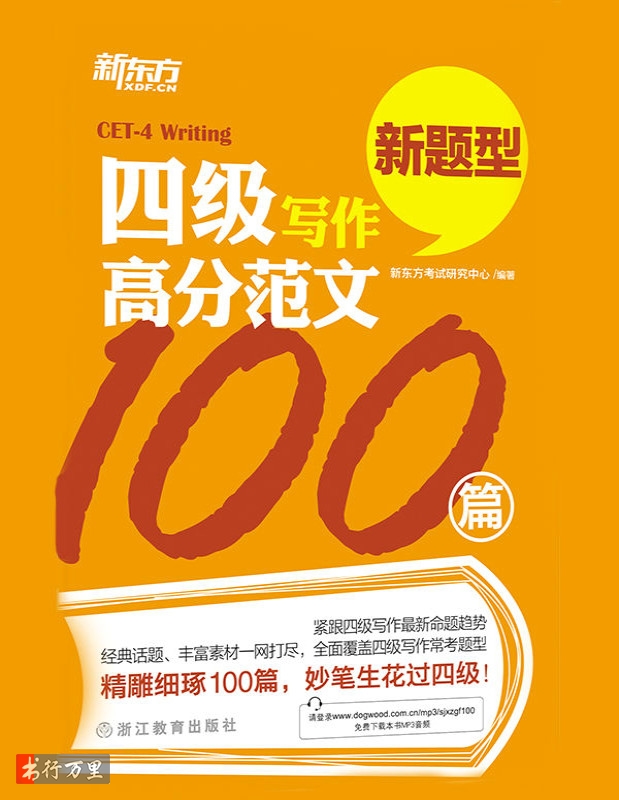 新东方
XDF.CN
CET-4 Writing
新题型
四级写作
高分范文
新东方考试研究中心 /编著
100
篇
紧跟四级写作最新命题趋势
经典话题、丰富素材一网打尽，全面覆盖四级写作常考题型
精雕细琢100篇，妙笔生花过四级！
请登录www.dogwood.com.cn/mp3/sjxzgf100
免费下载本书MP3音频
浙江教育出版社
书行万里